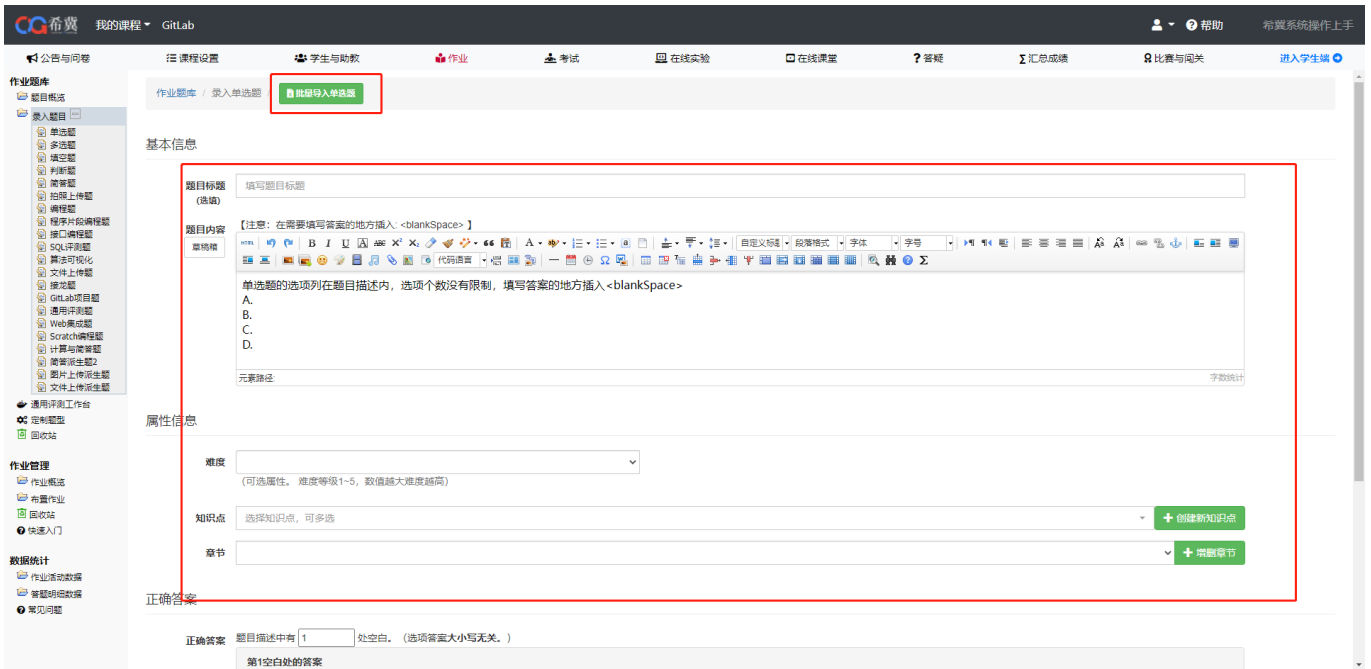 CG希冀 我的课程 GitLab 帮助 希冀系统操作上手
公告与问卷 课程设置 学生与助教 作业 考试 在线实验 在线课堂 答疑 汇总成绩 比赛与闯关 进入学生端
作业题库
题目概览
录入题目
单选题
多选题
填空题
判断题
简答题
拍照上传题
编程题
程序片段编程题
接口编程题
SQL评测题
算法可视化
文件上传题
接龙题
GitLab项目题
通用评测题
Web集成题
Scratch编程题
计算与简答题
简答派生题2
图片上传派生题
文件上传派生题
通用评测工作台
定制题型
回收站
作业管理
作业概览
布置作业
回收站
快速入门
数据统计
作业活动数据
答题明细数据
常见问题
作业题库 / 录入单选题 / 批量导入单选题
基本信息
题目标题 填写题目标题
(选填)
题目内容 【注意：在需要填写答案的地方插入: <blankSpace> 】
草稿箱
HTML 自定义标题 段落格式 字体 字号
代码语言
单选题的选项列在题目描述内，选项个数没有限制，填写答案的地方插入<blankSpace>
A.
B.
C.
D.
元素路径: 字数统计
属性信息
难度
(可选属性。 难度等级1~5，数值越大难度越高)
知识点 选择知识点，可多选 创建新知识点
章节 增删章节
正确答案
正确答案 题目描述中有 1 处空白。（选项答案大小写无关。）
第1空白处的答案